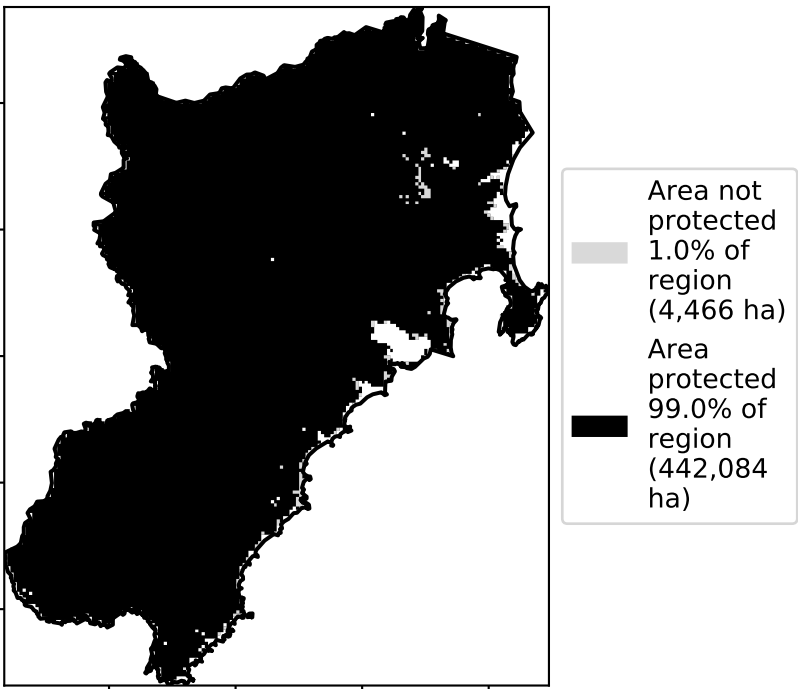 Area not
protected
1.0% of
region
(4,466 ha)
Area
protected
99.0% of
region
(442,084
ha)